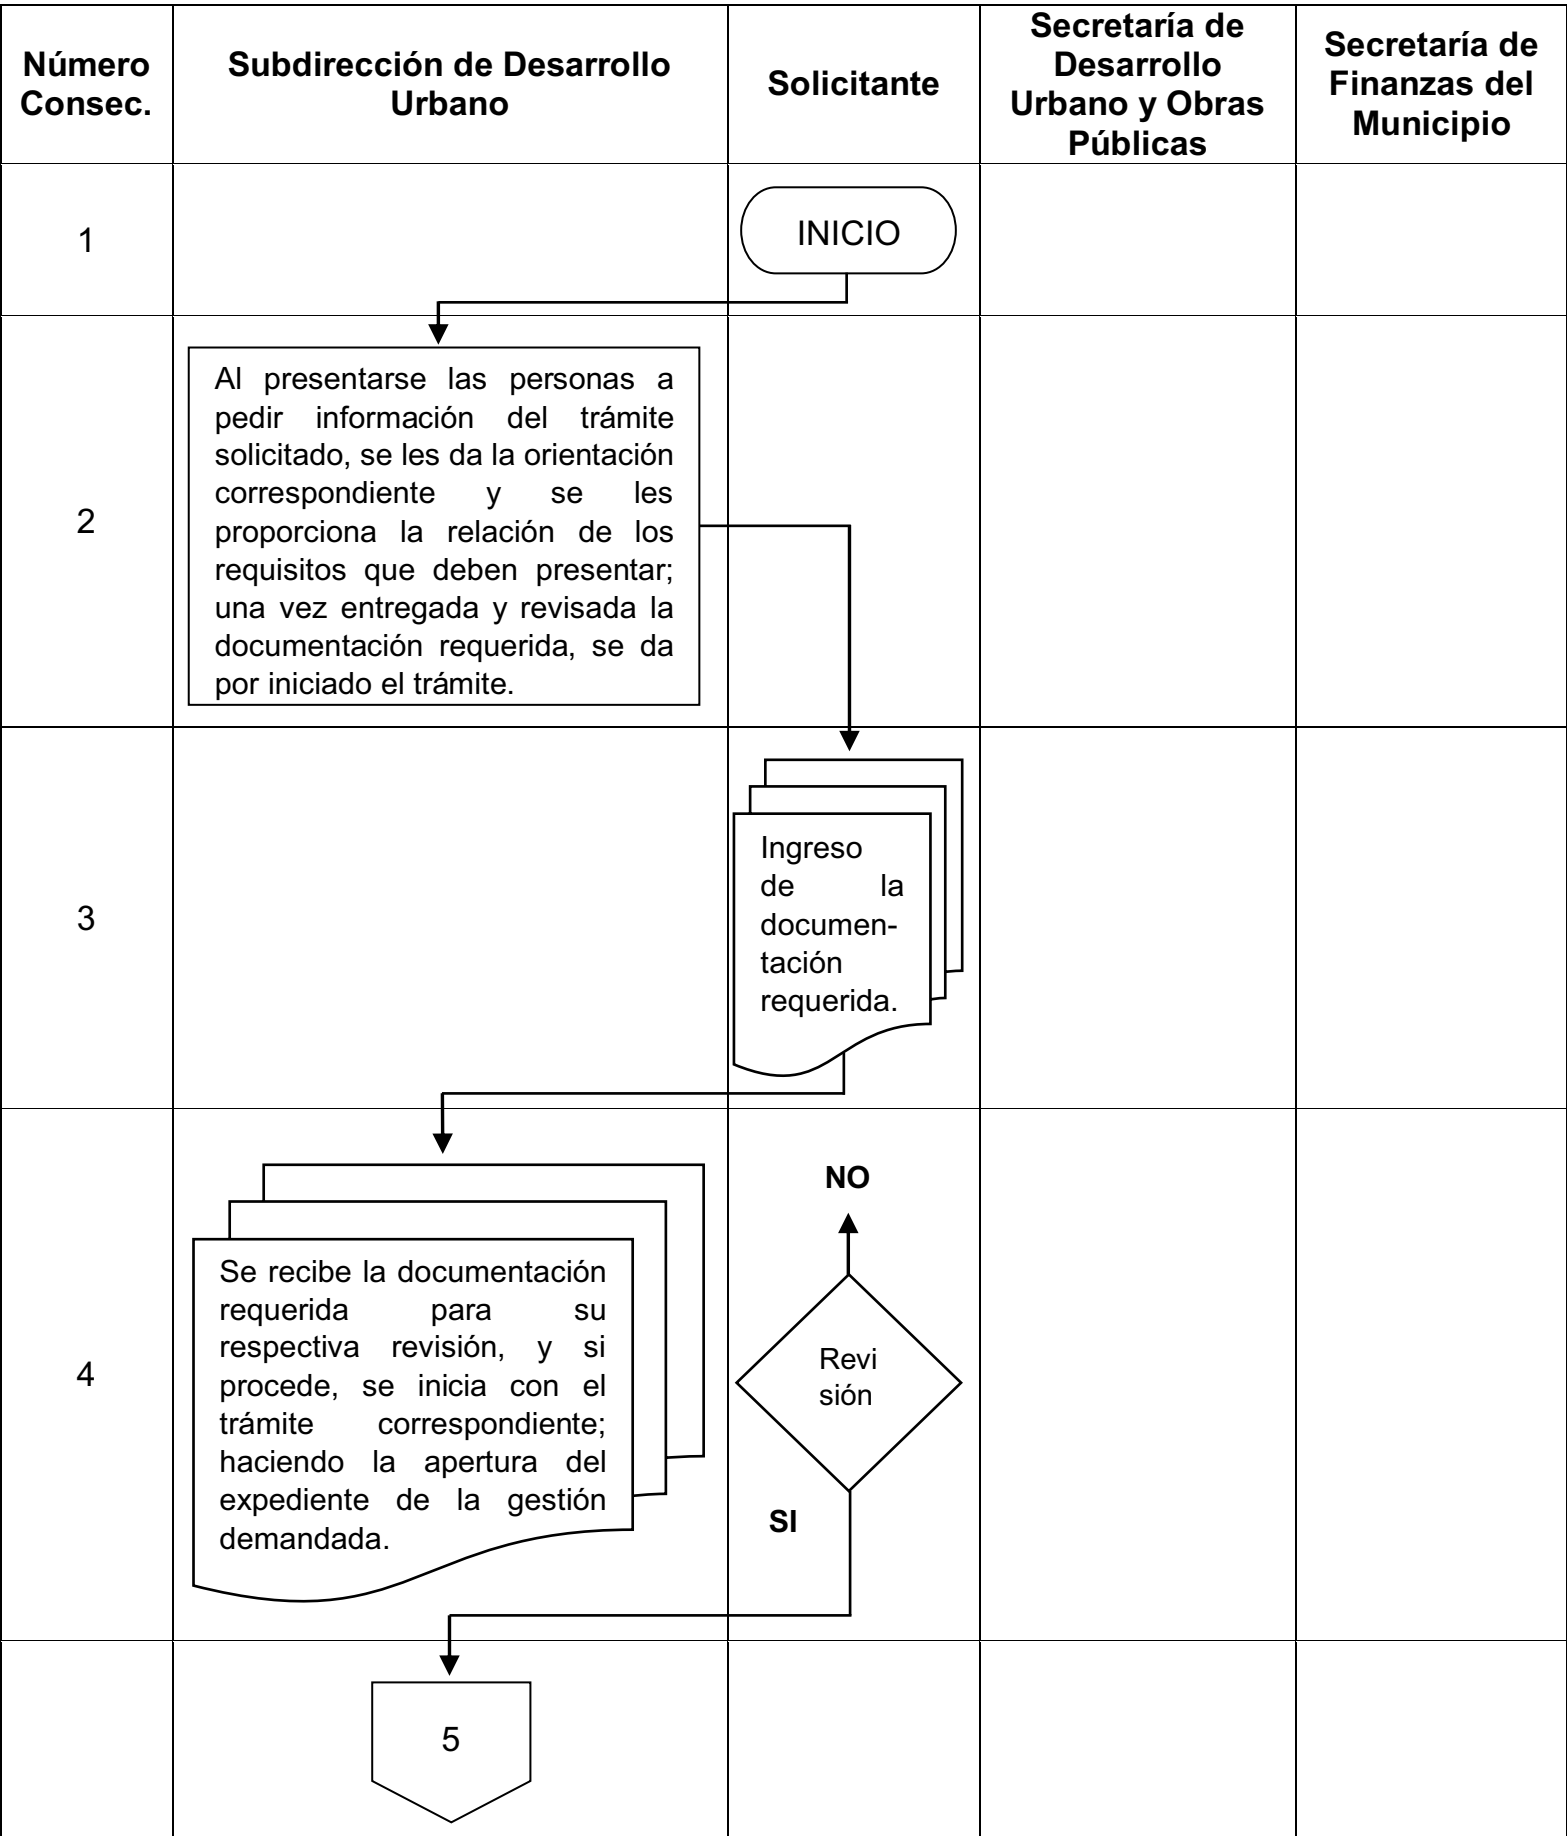 Número
Consec.
Subdirección de Desarrollo
Urbano
Solicitante
Secretaría de
Desarrollo
Urbano y Obras
Públicas
Secretaría de
Finanzas del
Municipio
1
INICIO
2
Al presentarse las personas a
pedir información del trámite
solicitado, se les da la orientación
correspondiente y se les
proporciona la relación de los
requisitos que deben presentar;
una vez entregada y revisada la
documentación requerida, se da
por iniciado el trámite.
3
Ingreso
de la
documen-
tación
requerida.
4
Se recibe la documentación
requerida para su
respectiva revisión, y si
procede, se inicia con el
trámite correspondiente;
haciendo la apertura del
expediente de la gestión
demandada.
NO
Revi
sión
SI
5